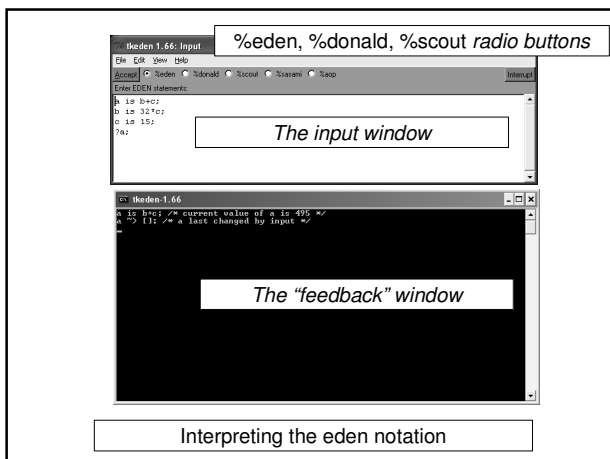 tkeden 1.66: Input
%eden, %donald, %scout radio buttons
File Edit View Help
Accept %eden %donald %scout %sasami %aop Interrupt
Enter EDEN statements:
a is b+c;
b is 32*c;
c is 15;
?a;
The input window
tkeden-1.66
a is b+c; /* current value of a is 495 */
a ~> []; /* a last changed by input */
The “feedback” window
Interpreting the eden notation